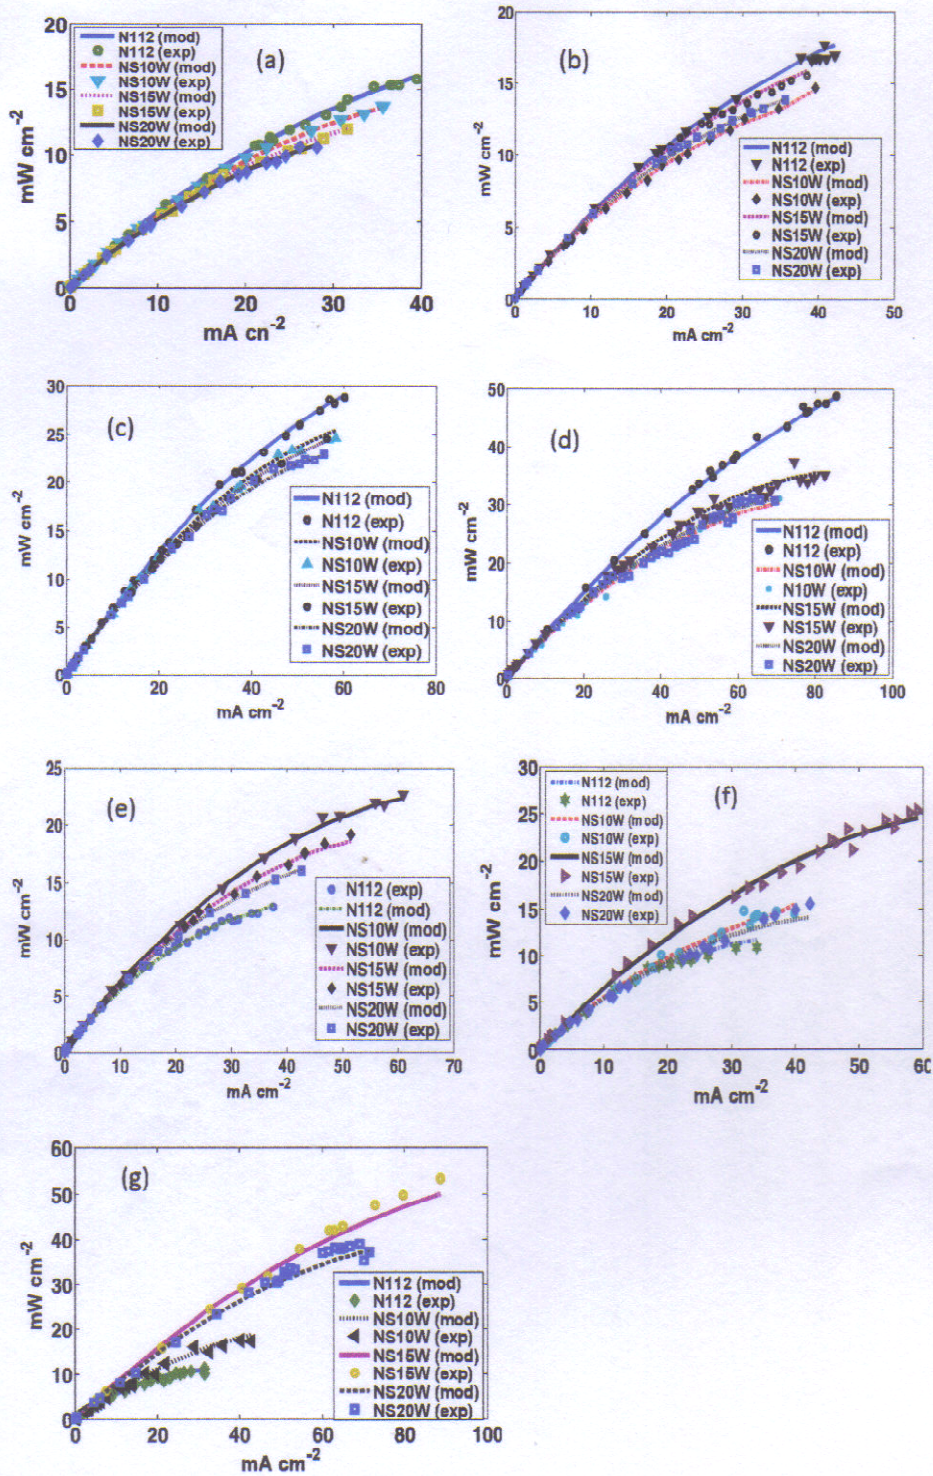 20
15
10
5
0
mW cm-2
N112 (mod)
N112 (exp)
NS10W (mod)
NS10W (exp)
NS15W (mod)
NS15W (exp)
NS20W (mod)
NS20W (exp)
(a)
0 10 20 30 40
mA cn-2
20
15
10
5
0
mW cm-2
(b)
N112 (mod)
N112 (exp)
NS10W (mod)
NS10W (exp)
NS15W (mod)
NS15W (exp)
NS20W (mod)
NS20W (exp)
0 10 20 30 40 50
mA cm-2
30
25
20
15
10
5
0
mW cm-2
(c)
N112 (mod)
N112 (exp)
NS10W (mod)
NS10W (exp)
NS15W (mod)
NS15W (exp)
NS20W (mod)
NS20W (exp)
0 20 40 60 80
mA cm-2
50
40
30
20
10
0
mW cm-2
(d)
N112 (mod)
N112 (exp)
NS10W (mod)
N10W (exp)
NS15W (mod)
NS15W (exp)
NS20W (mod)
NS20W (exp)
0 20 40 60 80 100
mA cm-2
25
20
15
10
5
0
mW cm-2
(e)
N112 (exp)
N112 (mod)
NS10W (mod)
NS10W (exp)
NS15W (mod)
NS15W (exp)
NS20W (mod)
NS20W (exp)
0 10 20 30 40 50 60 70
mA cm-2
30
25
20
15
10
5
0
mW cm-2
N112 (mod)
N112 (exp)
NS10W (mod)
NS10W (exp)
NS15W (mod)
NS15W (exp)
NS20W (mod)
NS20W (exp)
(f)
0 10 20 30 40 50 60
mA cm-2
60
50
40
30
20
10
0
mW cm-2
(g)
N112 (mod)
N112 (exp)
NS10W (mod)
NS10W (exp)
NS15W (mod)
NS15W (exp)
NS20W (mod)
NS20W (exp)
0 20 40 60 80 100
mA cm-2